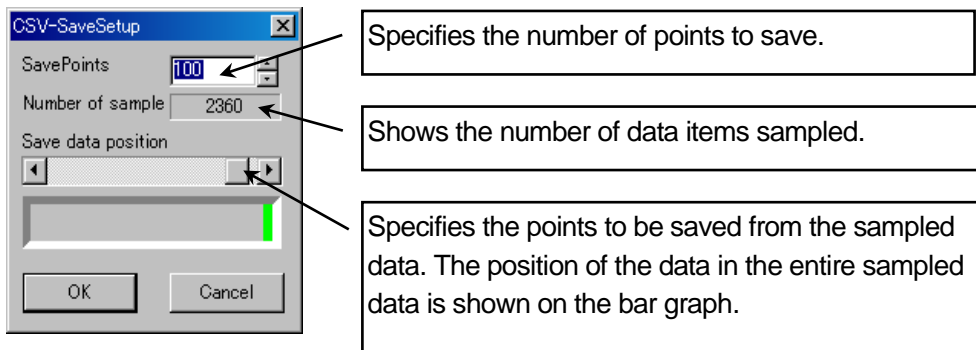 CSV-SaveSetup
SavePoints 100
Number of sample 2360
Save data position
OK Cancel
Specifies the number of points to save.
Shows the number of data items sampled.
Specifies the points to be saved from the sampled
data. The position of the data in the entire sampled
data is shown on the bar graph.